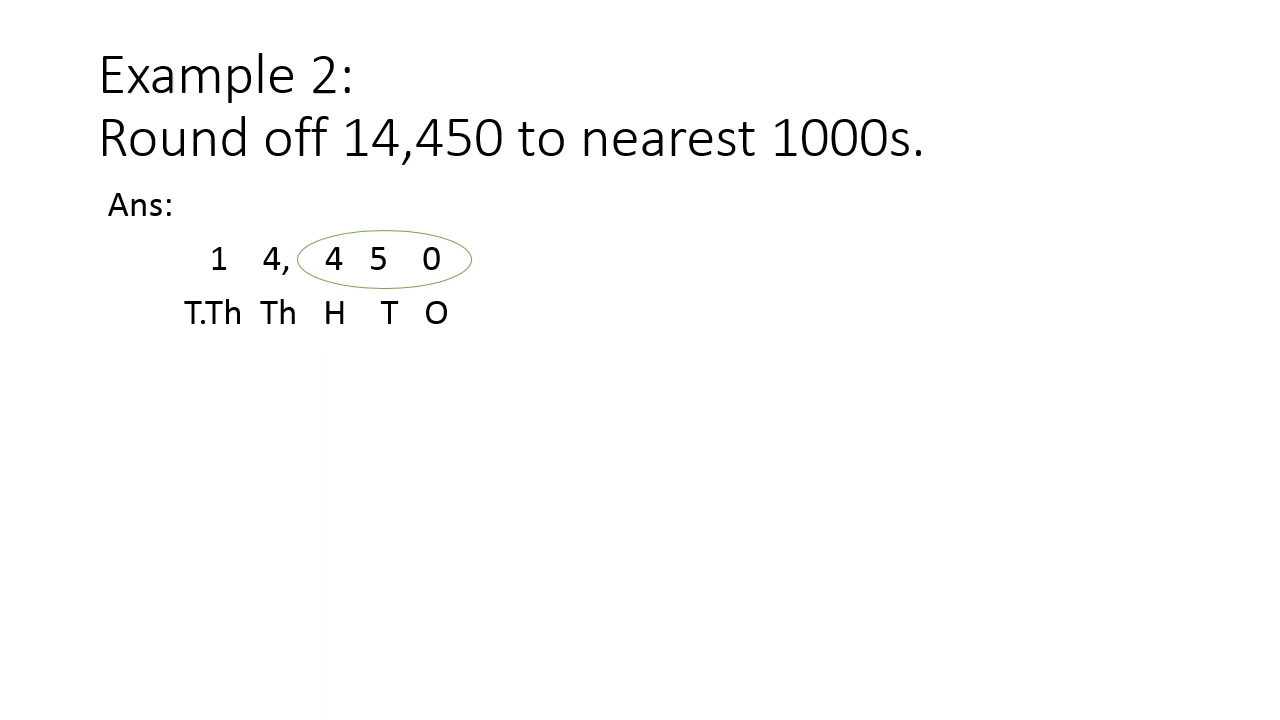 Example 2:
Round off 14,450 to nearest 1000s.
Ans:
1 4, 4 5 0
T.Th Th H T O